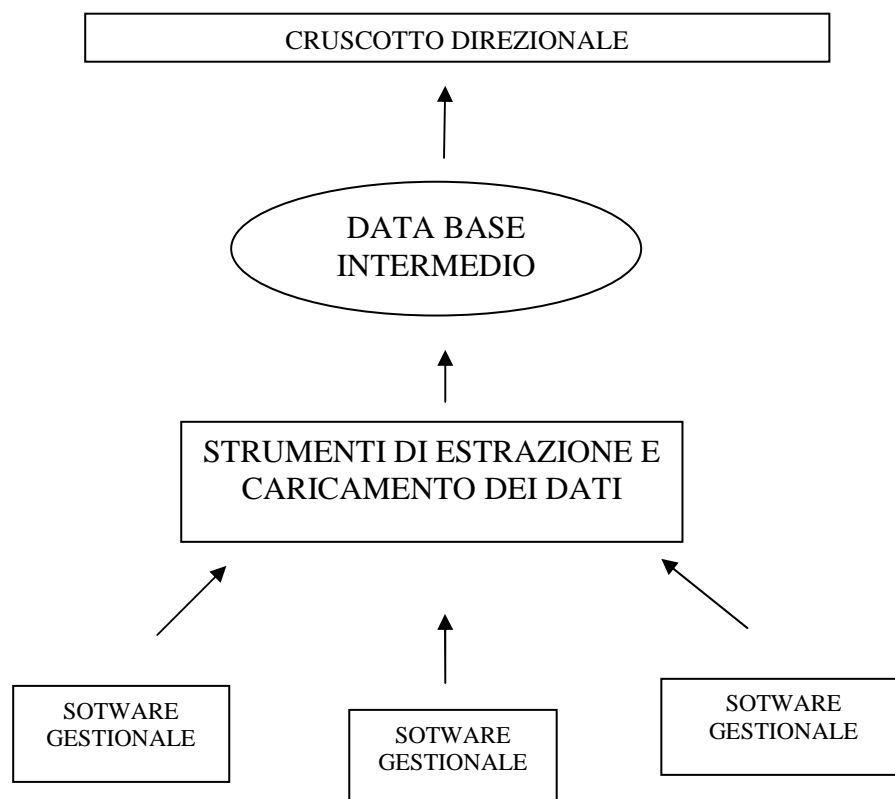 CRUSCOTTO DIREZIONALE
DATA BASE
INTERMEDIO
STRUMENTI DI ESTRAZIONE E
CARICAMENTO DEI DATI
SOTWARE
GESTIONALE
SOTWARE
GESTIONALE
SOTWARE
GESTIONALE